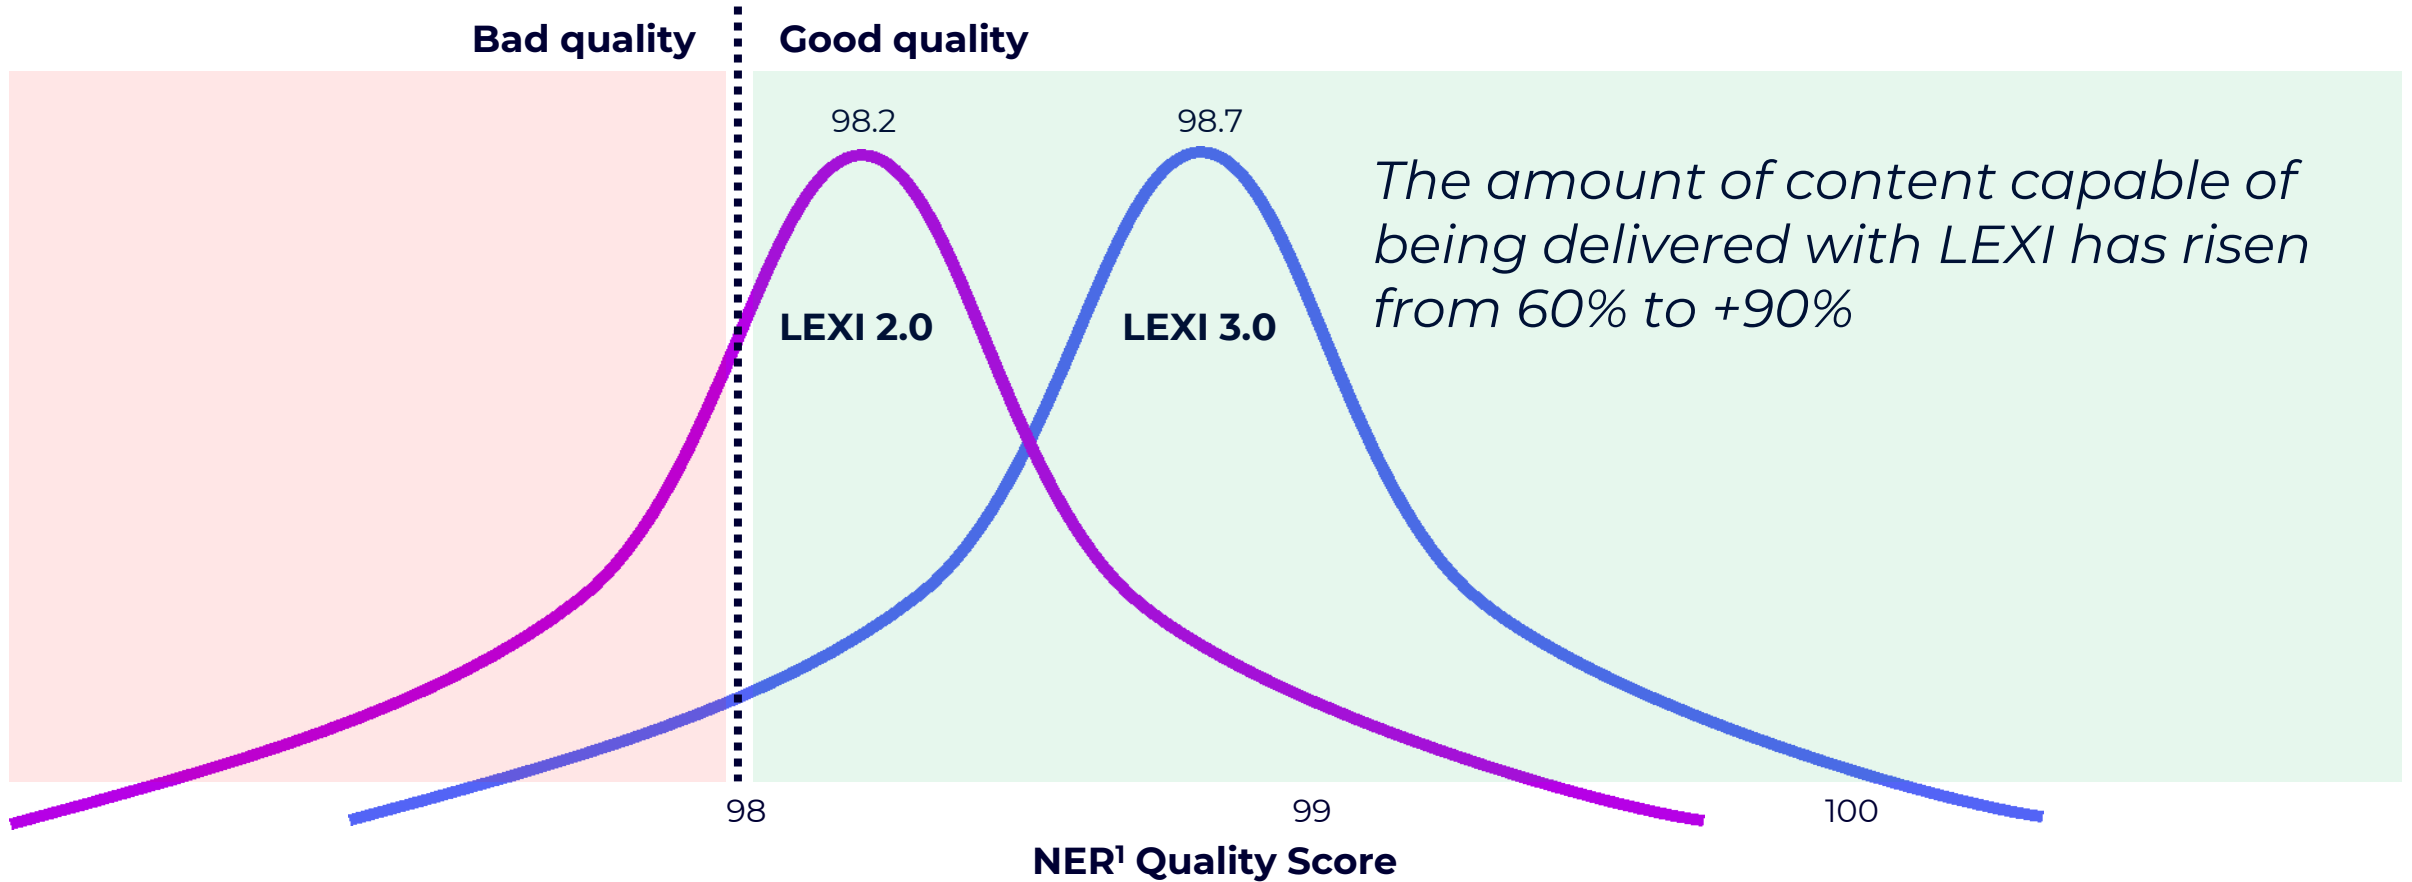 Bad quality
Good quality
98.2
98.7
The amount of content capable of
being delivered with LEXI has risen
from 60% to +90%
LEXI 2.0
LEXI 3.0
98
99
100
NER¹ Quality Score